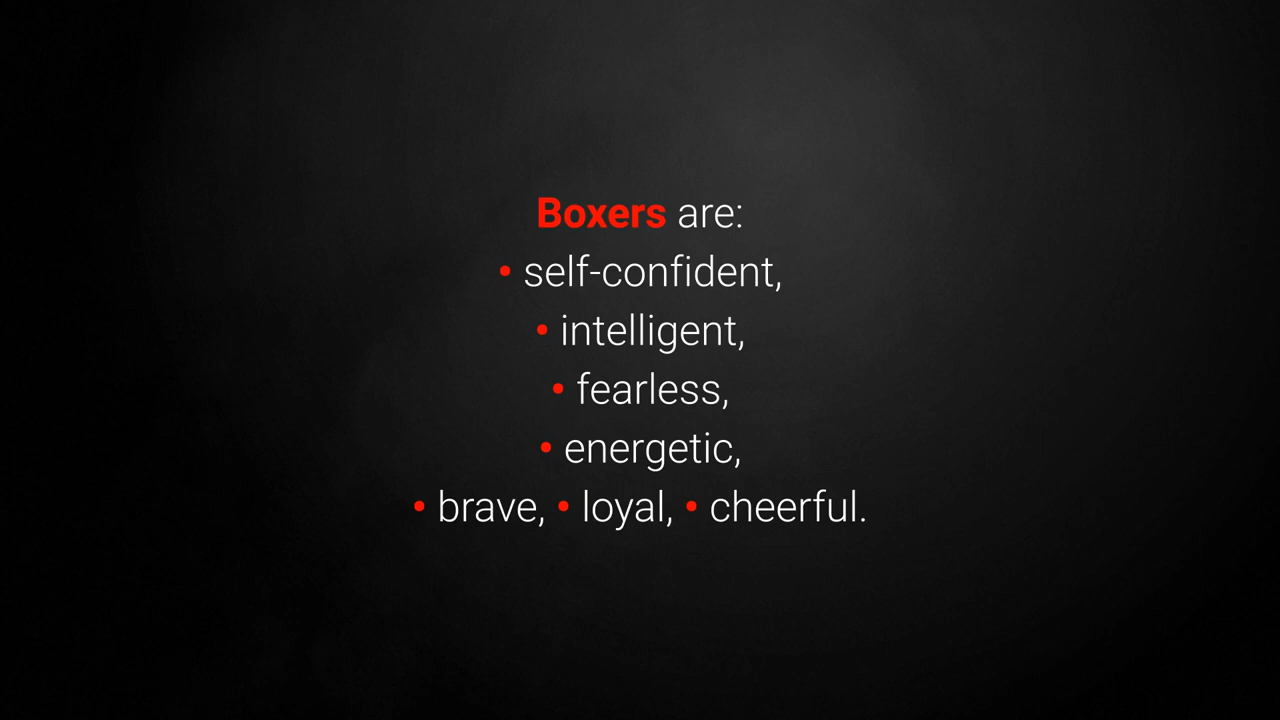 Boxers are:
• self-confident,
• intelligent,
• fearless,
• energetic,
• brave, • loyal, • cheerful.